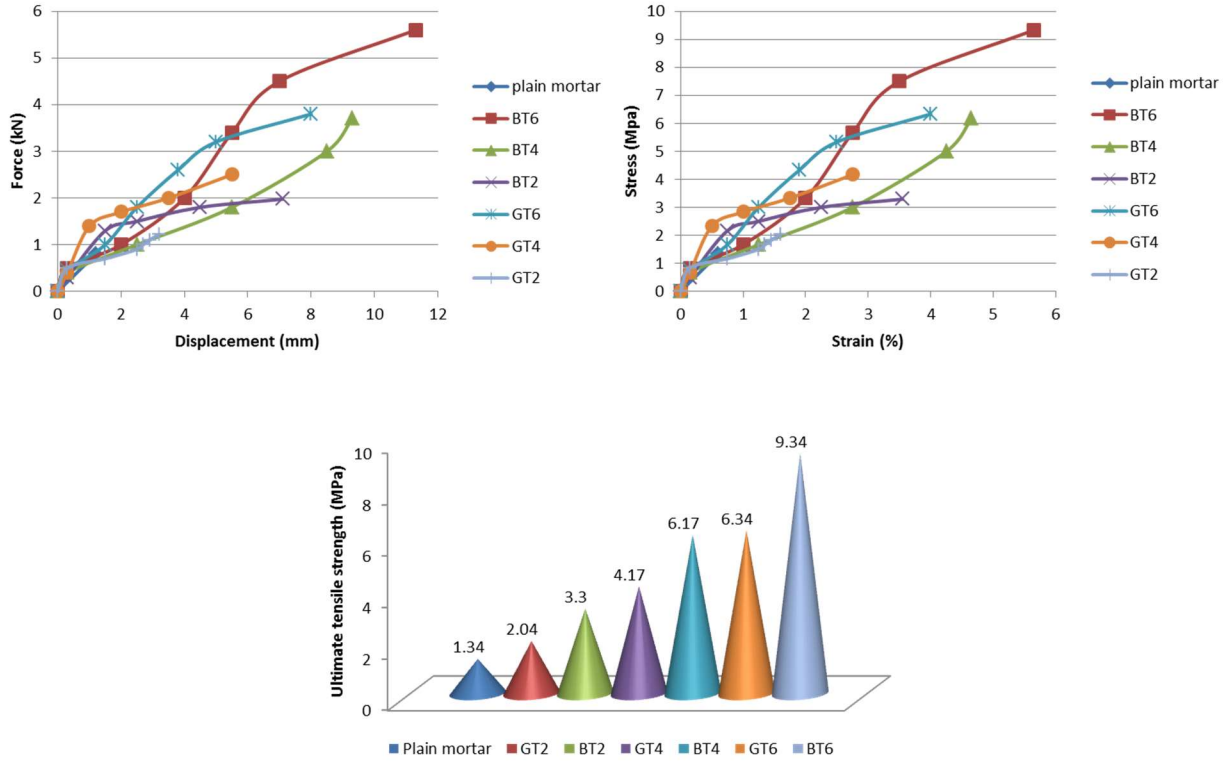 Force (kN)
6
5
4
3
2
1
0
0 2 4 6 8 10 12
Displacement (mm)
plain mortar
BT6
BT4
BT2
GT6
GT4
GT2
Stress (Mpa)
10
9
8
7
6
5
4
3
2
1
0
0 1 2 3 4 5 6
Strain (%)
plain mortar
BT6
BT4
BT2
GT6
GT4
GT2
Ultimate tensile strength (MPa)
10
8
6
4
2
0
1.34
2.04
3.3
4.17
6.17
6.34
9.34
Plain mortar GT2 BT2 GT4 BT4 GT6 BT6